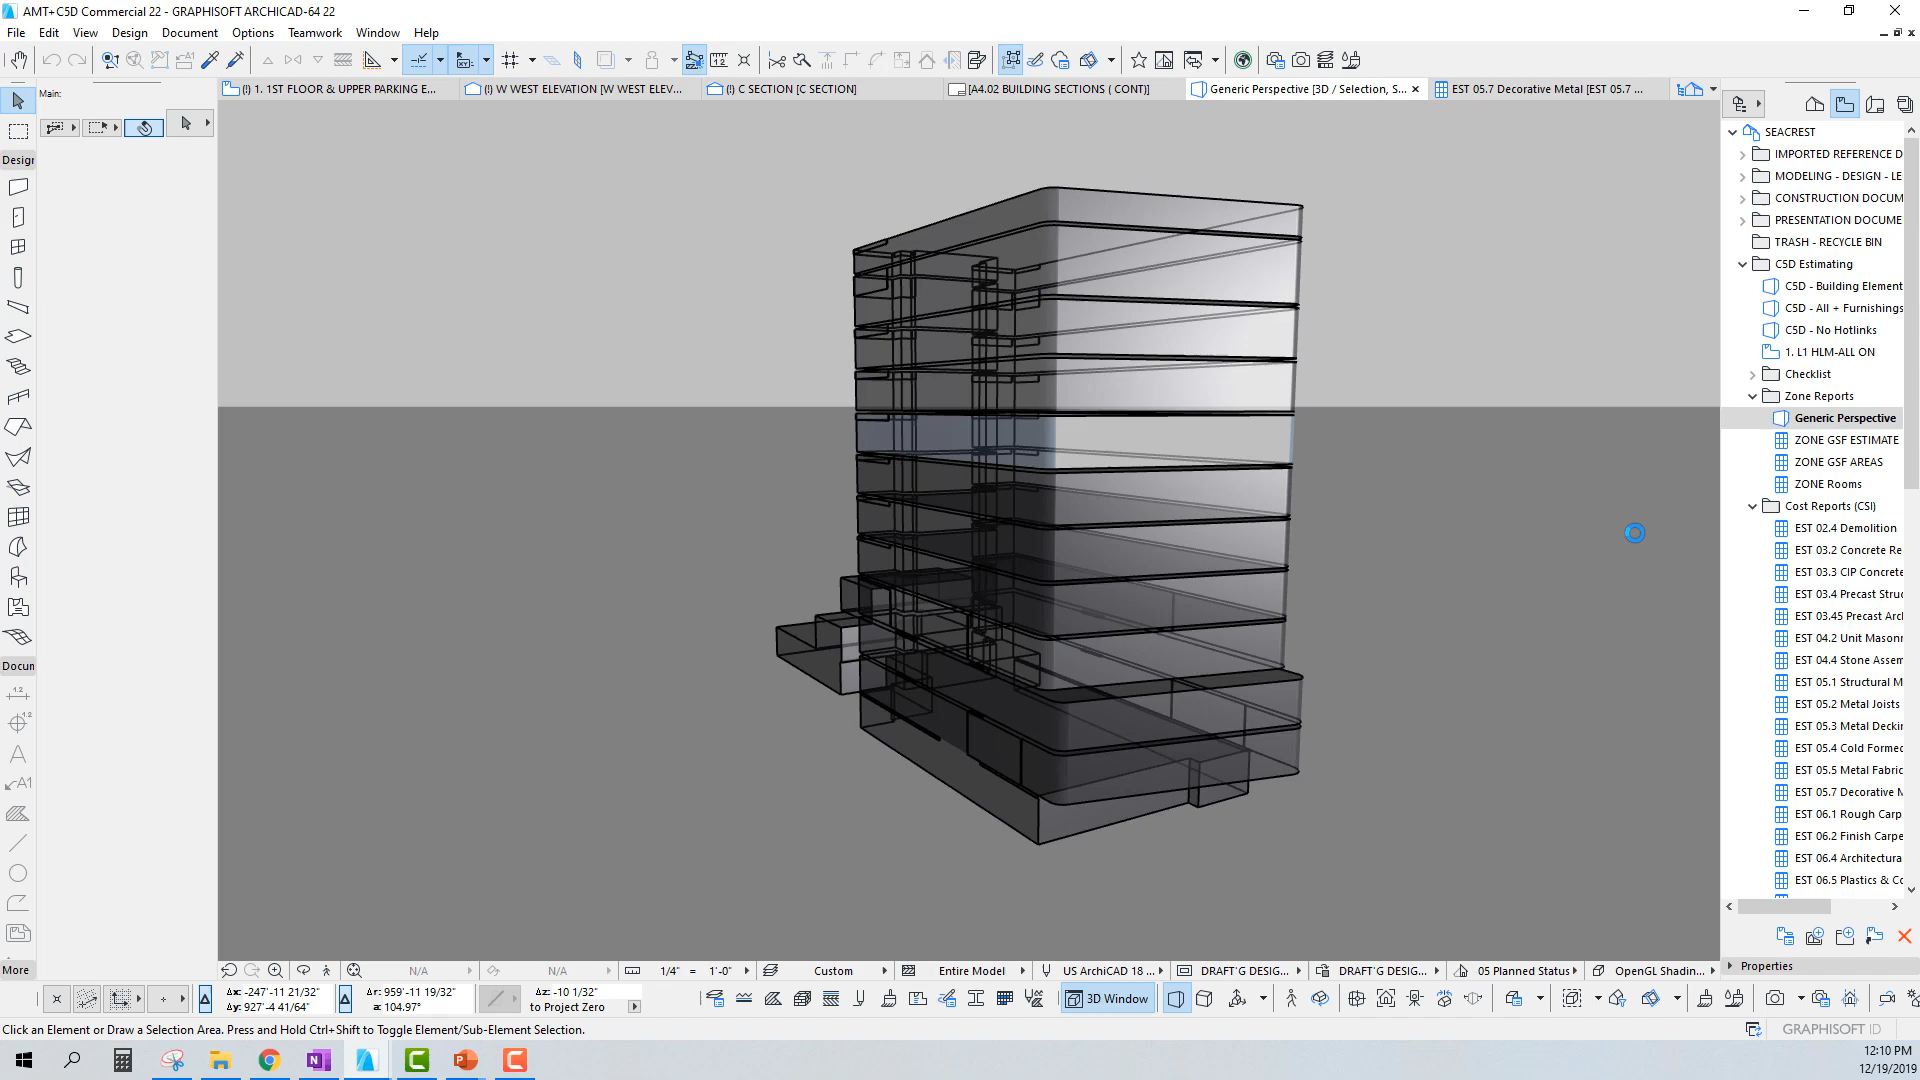 AMT+C5D Commercial 22 - GRAPHISOFT ARCHICAD-64 22
File Edit View Design Document Options Teamwork Window Help
Main:
(!) 1. 1ST FLOOR & UPPER PARKING E...
(!) W WEST ELEVATION [W WEST ELEV...
(!) C SECTION [C SECTION]
[A4.02 BUILDING SECTIONS ( CONT)]
Generic Perspective [3D / Selection, S...
EST 05.7 Decorative Metal [EST 05.7 ...
Design
Docum
More
SEACREST
IMPORTED REFERENCE D
MODELING - DESIGN - LE
CONSTRUCTION DOCUM
PRESENTATION DOCUME
TRASH - RECYCLE BIN
C5D Estimating
C5D - Building Element
C5D - All + Furnishings
C5D - No Hotlinks
1. L1 HLM-ALL ON
Checklist
Zone Reports
Generic Perspective
ZONE GSF ESTIMATE
ZONE GSF AREAS
ZONE Rooms
Cost Reports (CSI)
EST 02.4 Demolition
EST 03.2 Concrete Re
EST 03.3 CIP Concrete
EST 03.4 Precast Struc
EST 03.45 Precast Arc
EST 04.2 Unit Masonr
EST 04.4 Stone Assem
EST 05.1 Structural M
EST 05.2 Metal Joists
EST 05.3 Metal Deckin
EST 05.4 Cold Formed
EST 05.5 Metal Fabric
EST 05.7 Decorative M
EST 06.1 Rough Carp
EST 06.2 Finish Carpe
EST 06.4 Architectura
EST 06.5 Plastics & Co
Properties
N/A N/A 1/4" = 1'-0" Custom Entire Model US ArchiCAD 18 ... DRAFT'G DESIG... DRAFT'G DESIG... 05 Planned Status OpenGL Shadin...
Δx: -247'-11 21/32" Δr: 959'-11 19/32" Δz: -10 1/32"
Δy: 927'-4 41/64" a: 104.97° to Project Zero
3D Window
Click an Element or Draw a Selection Area. Press and Hold Ctrl+Shift to Toggle Element/Sub-Element Selection.
GRAPHISOFT ID
12:10 PM
12/19/2019